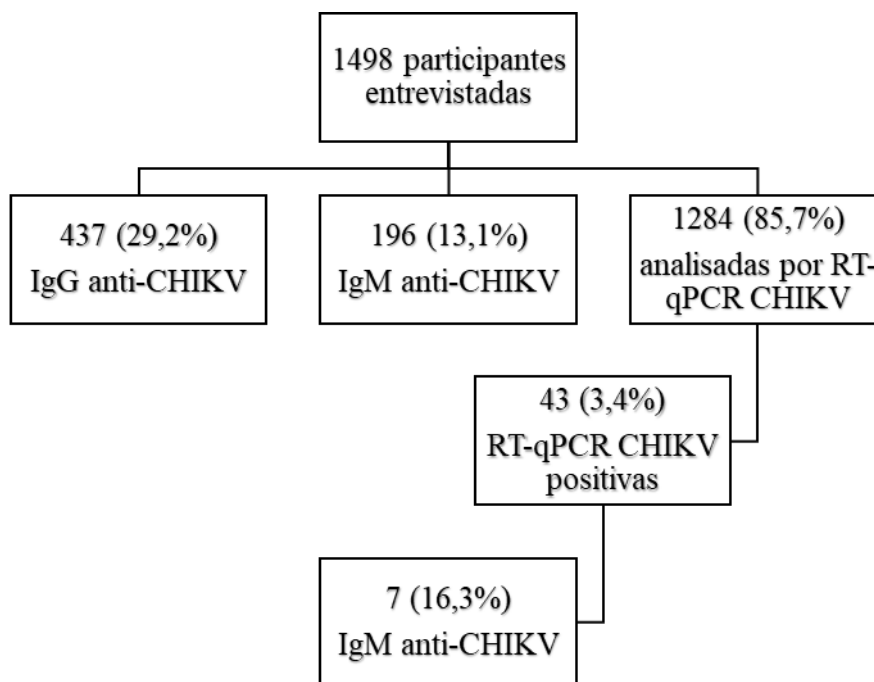 1498 participantes
entrevistadas
437 (29,2%)
IgG anti-CHIKV
196 (13,1%)
IgM anti-CHIKV
1284 (85,7%)
analisadas por RT-
qPCR CHIKV
43 (3,4%)
RT-qPCR CHIKV
positivas
7 (16,3%)
IgM anti-CHIKV